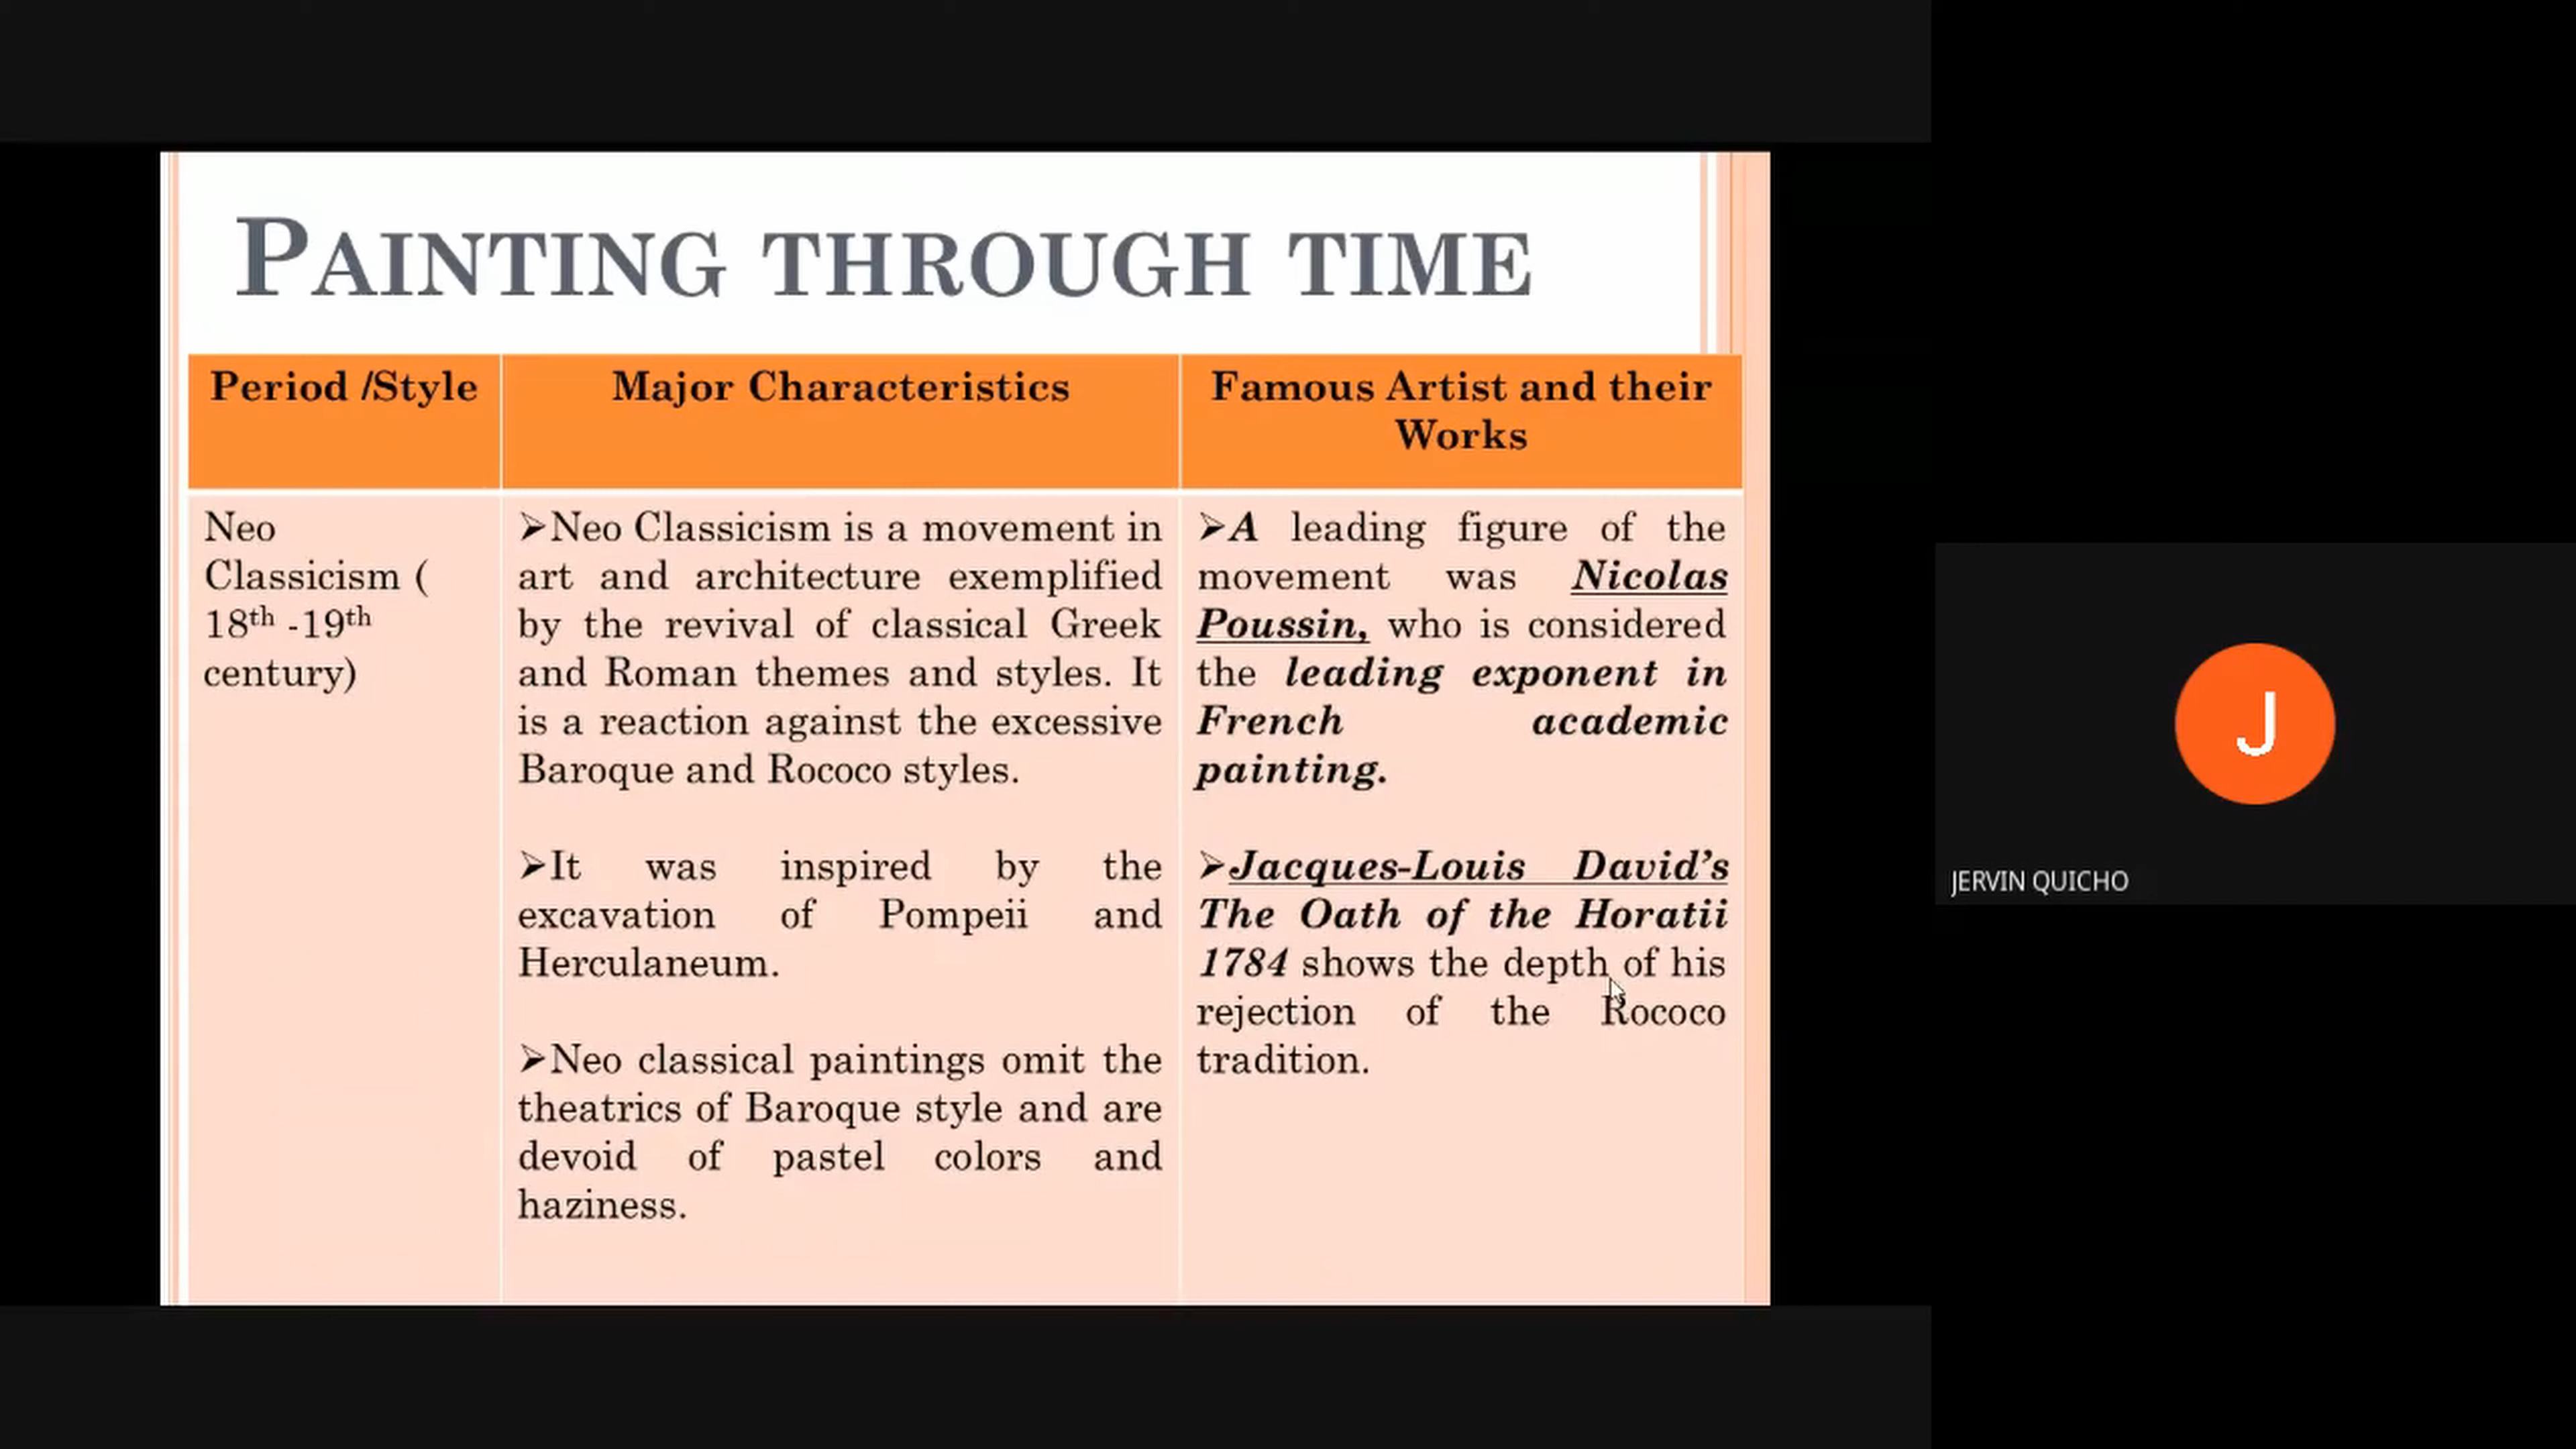 PAINTING THROUGH TIME
Period /Style
Major Characteristics
Famous Artist and their
Works
Neo
Classicism (
18th -19th
century)
➢Neo Classicism is a movement in
art and architecture exemplified
by the revival of classical Greek
and Roman themes and styles. It
is a reaction against the excessive
Baroque and Rococo styles.
➢It was inspired by the
excavation of Pompeii and
Herculaneum.
➢Neo classical paintings omit the
theatrics of Baroque style and are
devoid of pastel colors and
haziness.
➢A leading figure of the
movement was Nicolas
Poussin, who is considered
the leading exponent in
French academic
painting.
➢Jacques-Louis David’s
The Oath of the Horatii
1784 shows the depth of his
rejection of the Rococo
tradition.
J
JERVIN QUICHO